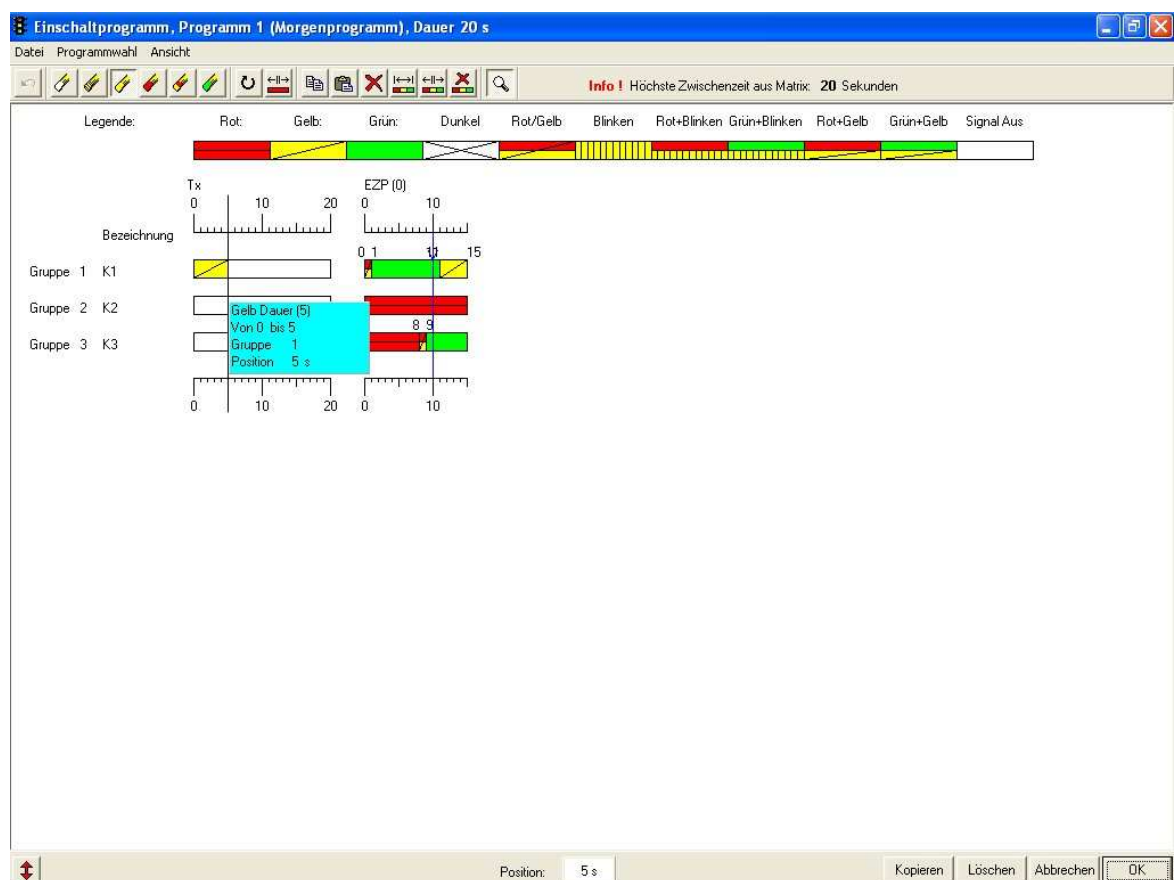 Einschaltprogramm, Programm 1 (Morgenprogramm), Dauer 20 s
Datei Programmwahl Ansicht
Info ! Höchste Zwischenzeit aus Matrix: 20 Sekunden
Legende: Rot: Gelb: Grün: Dunkel Rot/Gelb Blinken Rot+Blinken Grün+Blinken Rot+Gelb Grün+Gelb Signal Aus
Tx EZP (0)
0 10 20 0 10
Bezeichnung
0 1 11 15
Gruppe 1 K1
Gruppe 2 K2
Gelb Dauer (5)
Von 0 bis 5
8 9
Gruppe 3 K3
Gruppe 1
Position 5 s
0 10 20 0 10
Position: 5 s
Kopieren Löschen Abbrechen OK